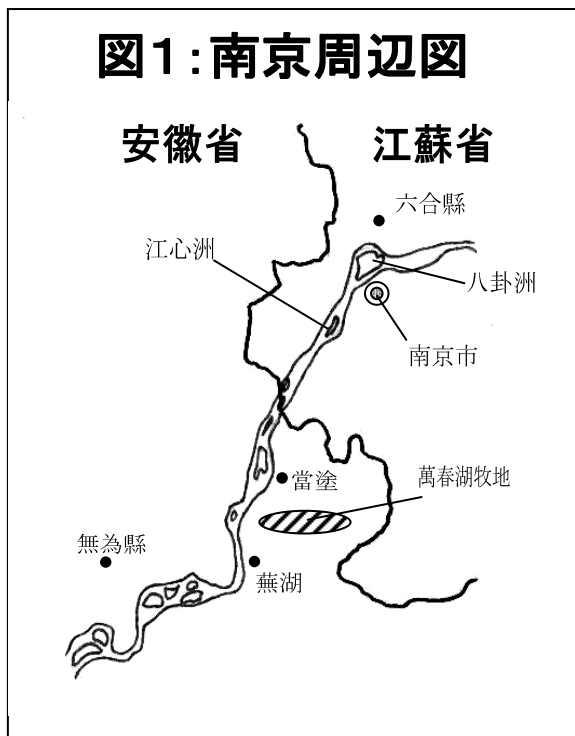 図1：南京周辺図
安徽省
江蘇省
六合縣
江心洲
八卦洲
南京市
當塗
萬春湖牧地
無為縣
蕪湖